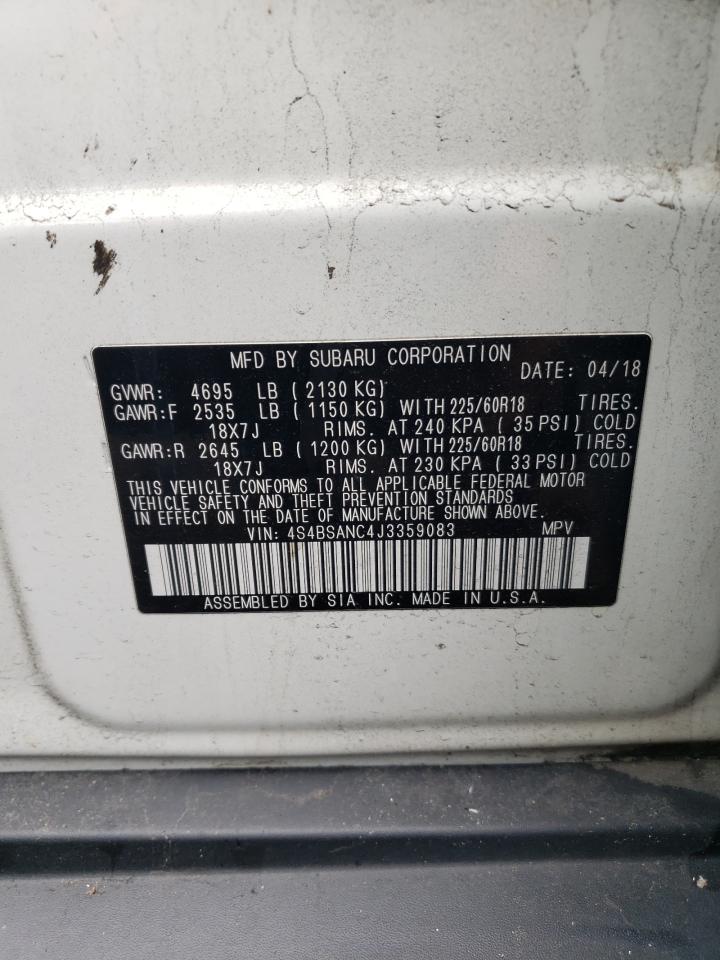 MFD BY SUBARU CORPORATION DATE: 04/18
GVWR: 4695 LB ( 2130 KG)
GAWR:F 2535 LB ( 1150 KG) WITH 225/60R18 TIRES.
18X7J RIMS. AT 240 KPA ( 35 PSI) COLD
GAWR:R 2645 LB ( 1200 KG) WITH 225/60R18 TIRES.
18X7J RIMS. AT 230 KPA ( 33 PSI) COLD
THIS VEHICLE CONFORMS TO ALL APPLICABLE FEDERAL MOTOR
VEHICLE SAFETY AND THEFT PREVENTION STANDARDS
IN EFFECT ON THE DATE OF MANUFACTURE SHOWN ABOVE.
VIN: 4S4BSANC4J3359083 MPV
ASSEMBLED BY SIA INC. MADE IN U.S.A.